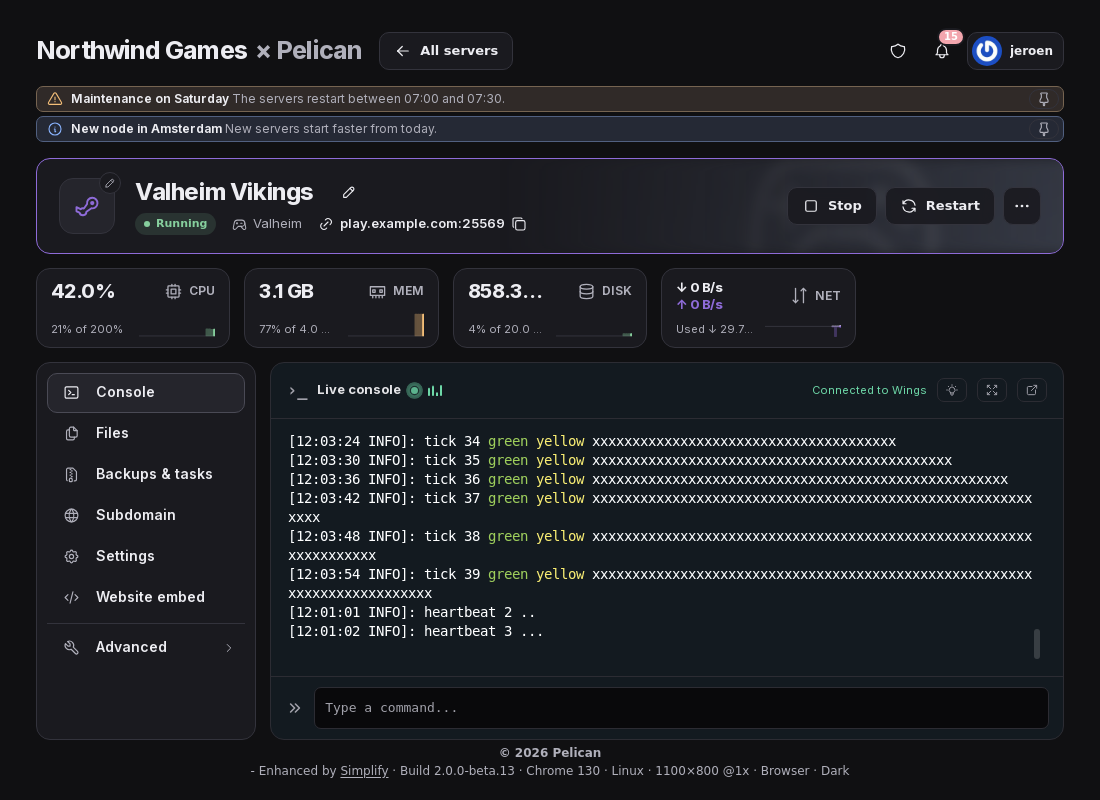 Northwind Games × Pelican
All servers
15
jeroen
Maintenance on Saturday The servers restart between 07:00 and 07:30.
New node in Amsterdam New servers start faster from today.
Valheim Vikings
Running
Valheim
play.example.com:25569
Stop
Restart
42.0%
CPU
21% of 200%
3.1 GB
MEM
77% of 4.0 ...
858.3...
DISK
4% of 20.0 ...
↓ 0 B/s
↑ 0 B/s
NET
Used ↓ 29.7...
Console
Files
Backups & tasks
Subdomain
Settings
Website embed
Advanced
Live console
Connected to Wings
[12:03:24 INFO]: tick 34 green yellow xxxxxxxxxxxxxxxxxxxxxxxxxxxxxxxxxxxxxx
[12:03:30 INFO]: tick 35 green yellow xxxxxxxxxxxxxxxxxxxxxxxxxxxxxxxxxxxxxxxxxxxxx
[12:03:36 INFO]: tick 36 green yellow xxxxxxxxxxxxxxxxxxxxxxxxxxxxxxxxxxxxxxxxxxxxxxxxxxxx
[12:03:42 INFO]: tick 37 green yellow xxxxxxxxxxxxxxxxxxxxxxxxxxxxxxxxxxxxxxxxxxxxxxxxxxxxxxx
xxxx
[12:03:48 INFO]: tick 38 green yellow xxxxxxxxxxxxxxxxxxxxxxxxxxxxxxxxxxxxxxxxxxxxxxxxxxxxxxx
xxxxxxxxxxx
[12:03:54 INFO]: tick 39 green yellow xxxxxxxxxxxxxxxxxxxxxxxxxxxxxxxxxxxxxxxxxxxxxxxxxxxxxxx
xxxxxxxxxxxxxxxxxx
[12:01:01 INFO]: heartbeat 2 ..
[12:01:02 INFO]: heartbeat 3 ...
Type a command...
© 2026 Pelican
- Enhanced by Simplify · Build 2.0.0-beta.13 · Chrome 130 · Linux · 1100×800 @1x · Browser · Dark